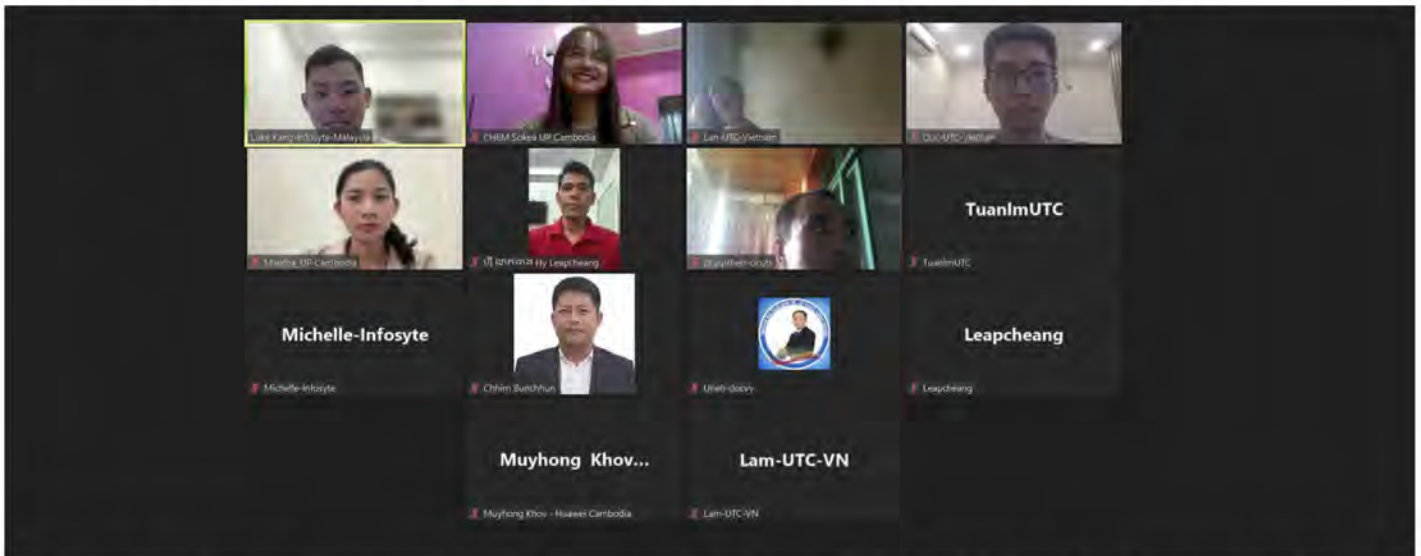 Luke Kang-Infosyte-Malaysia
CHEM Sokea UP Cambodia
Lan-UTC-Vietnam
Duc-UTC-Vietnam
UP-Cambodia
Hy Leapcheang
TuanlmUTC
TuanlmUTC
Michelle-Infosyte
Michelle-Infosyte
Chhim Bunchhun
Leapcheang
Leapcheang
Muyhong Khov...
Muyhong Khov - Huawei Cambodia
Lam-UTC-VN
Lam-UTC-VN